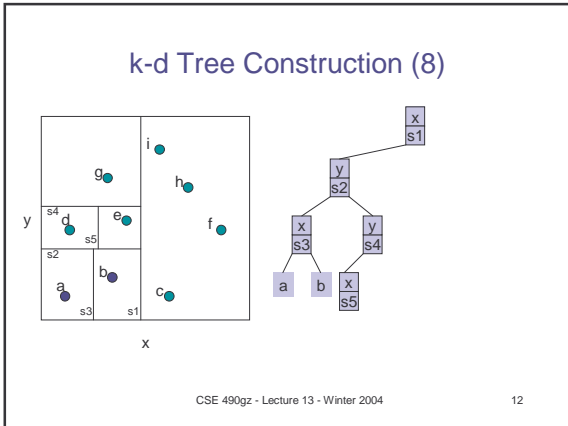 k-d Tree Construction (8)
x
s1
i
y
s2
g
h
s4
d
e
f
y
s5
x
s3
y
s4
s2
b
a
c
a
b
x
s5
s3
s1
x
CSE 490gz - Lecture 13 - Winter 2004
12